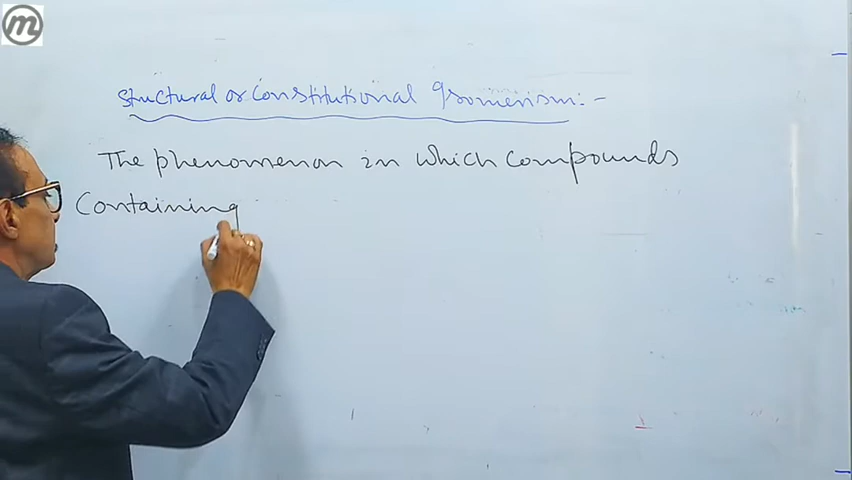 m
Structural or Constitutional Isomerism:-
The phenomenon in which compounds
Containing